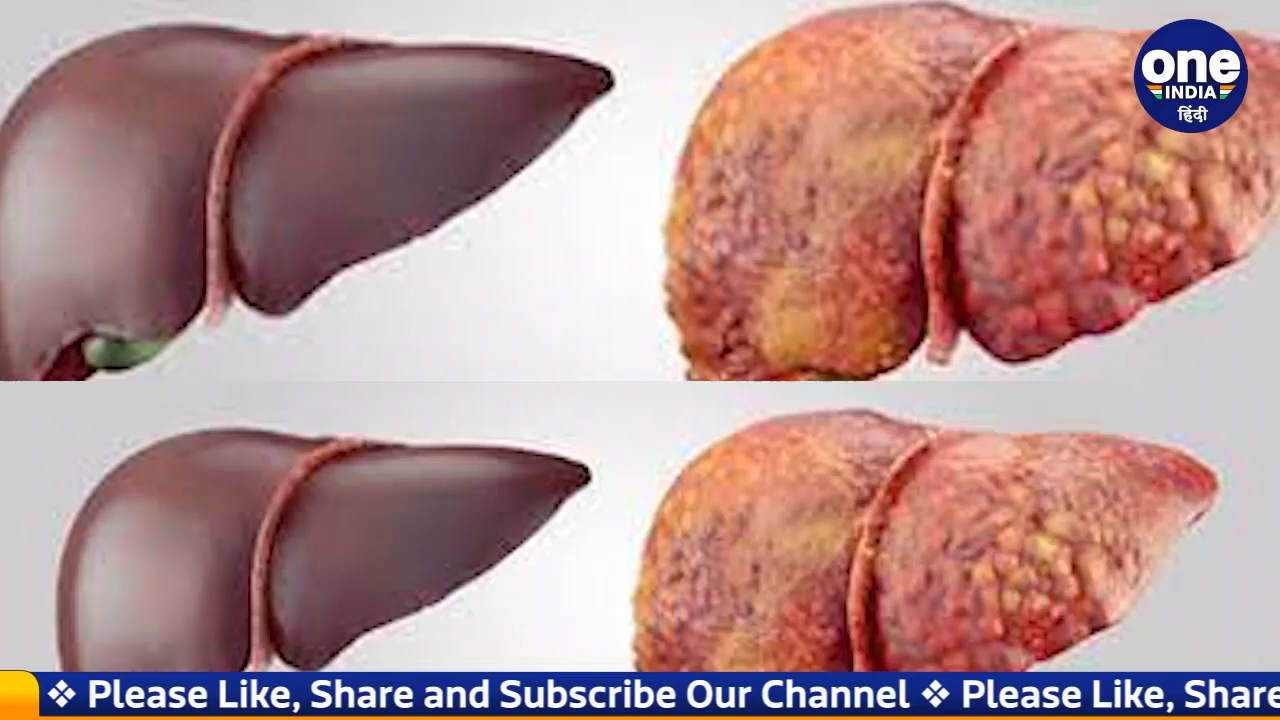 one
INDIA
हिंदी
❖ Please Like, Share and Subscribe Our Channel ❖ Please Like, Share